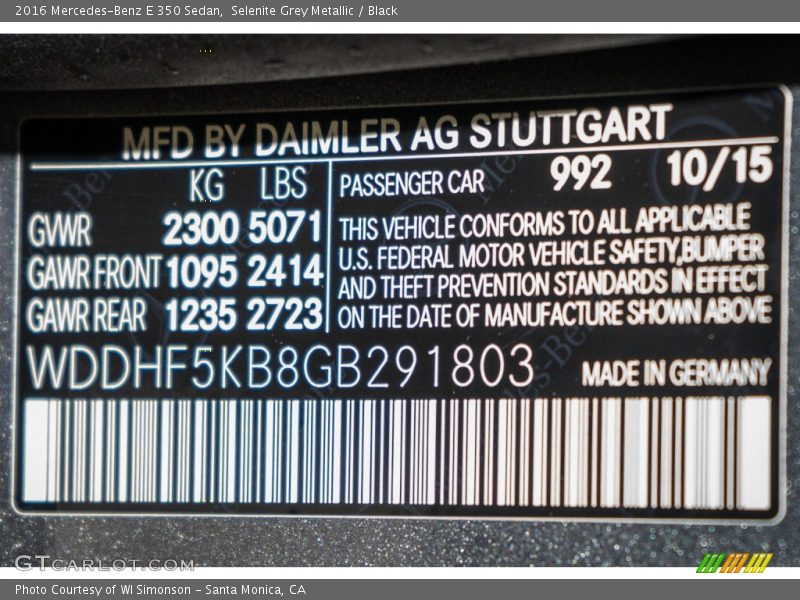 2016 Mercedes-Benz E 350 Sedan, Selenite Grey Metallic / Black
MFD BY DAIMLER AG STUTTGART
KG LBS
GWR 2300 5071
GAWR FRONT 1095 2414
GAWR REAR 1235 2723
PASSENGER CAR 992 10/15
THIS VEHICLE CONFORMS TO ALL APPLICABLE
U.S. FEDERAL MOTOR VEHICLE SAFETY,BUMPER
AND THEFT PREVENTION STANDARDS IN EFFECT
ON THE DATE OF MANUFACTURE SHOWN ABOVE
WDDHF5KB8GB291803
MADE IN GERMANY
GTCARLOT.COM
Photo Courtesy of WI Simonson - Santa Monica, CA